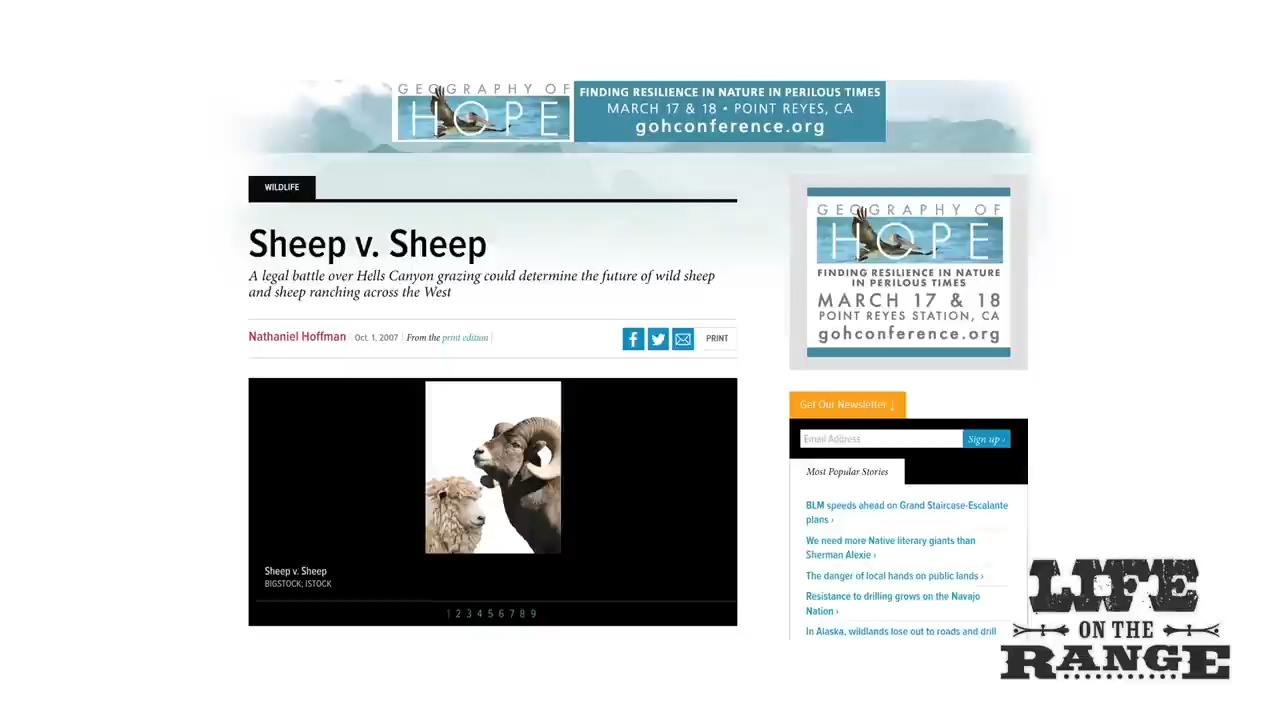 GEOGRAPHY OF
HOPE
FINDING RESILIENCE IN NATURE IN PERILOUS TIMES
MARCH 17 & 18 • POINT REYES, CA
gohconference.org
WILDLIFE
Sheep v. Sheep
A legal battle over Hells Canyon grazing could determine the future of wild sheep
and sheep ranching across the West
Nathaniel Hoffman Oct. 1, 2007 From the print edition
PRINT
Sheep v. Sheep
BIGSTOCK; ISTOCK
1 2 3 4 5 6 7 8 9
GEOGRAPHY OF
HOPE
FINDING RESILIENCE IN NATURE
IN PERILOUS TIMES
MARCH 17 & 18
POINT REYES STATION, CA
gohconference.org
Get Our Newsletter ↓
Email Address
Sign up ›
Most Popular Stories
BLM speeds ahead on Grand Staircase-Escalante
plans ›
We need more Native literary giants than
Sherman Alexie ›
The danger of local hands on public lands ›
Resistance to drilling grows on the Navajo
Nation ›
In Alaska, wildlands lose out to roads and drill
LIFE
ON THE
RANGE